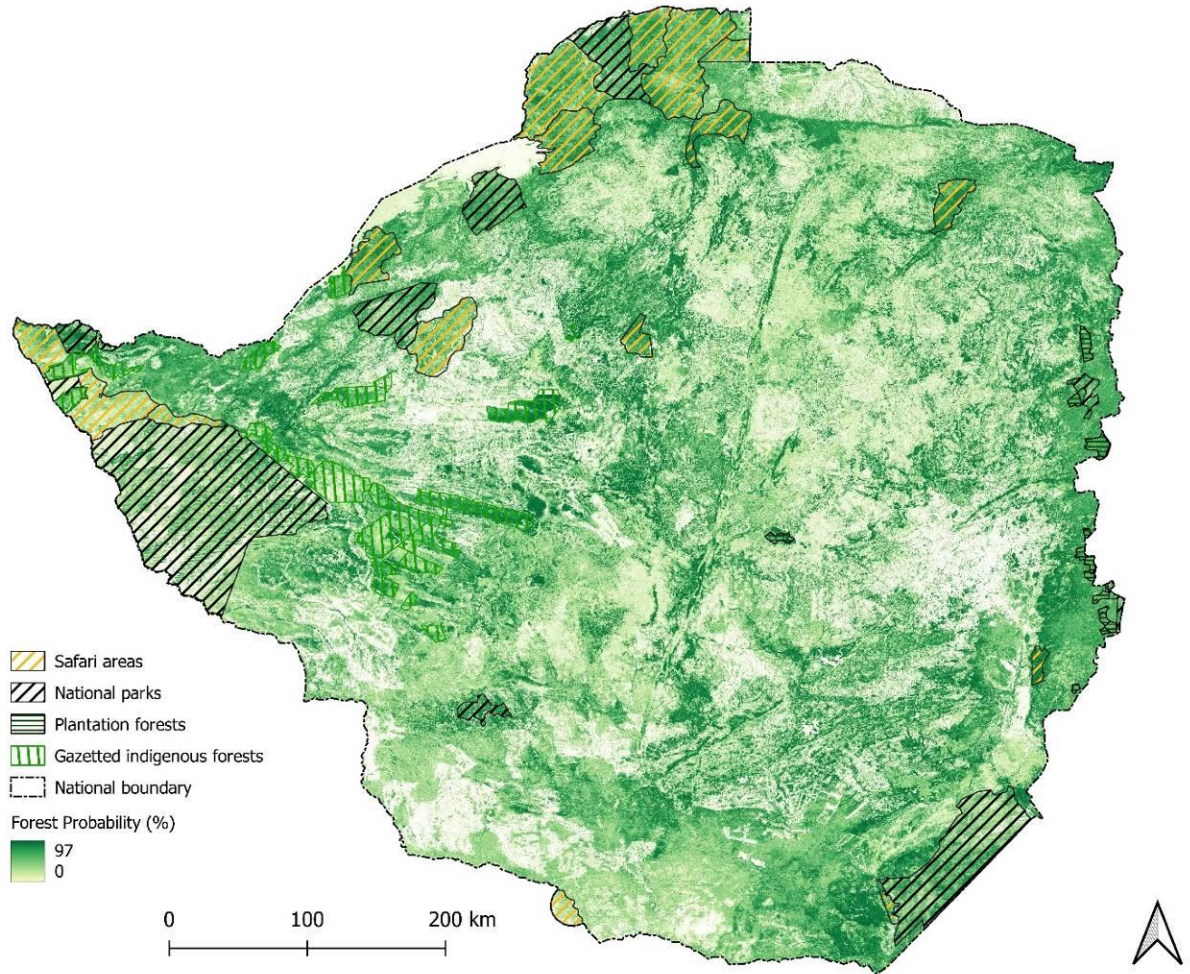 Safari areas
National parks
Plantation forests
Gazetted indigenous forests
National boundary
Forest Probability (%)
97
0
0 100 200 km